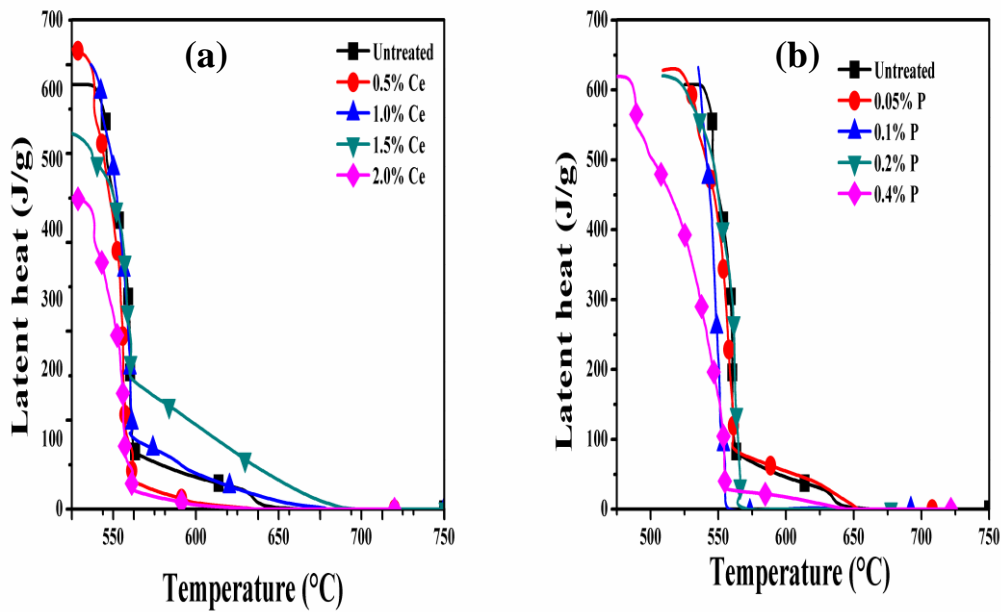 (a)
700
600
500
400
300
200
100
0
Latent heat (J/g)
Untreated
0.5% Ce
1.0% Ce
1.5% Ce
2.0% Ce
550 600 650 700 750
Temperature (°C)
(b)
700
600
500
400
300
200
100
0
Latent heat (J/g)
Untreated
0.05% P
0.1% P
0.2% P
0.4% P
500 550 600 650 700 750
Temperature (°C)